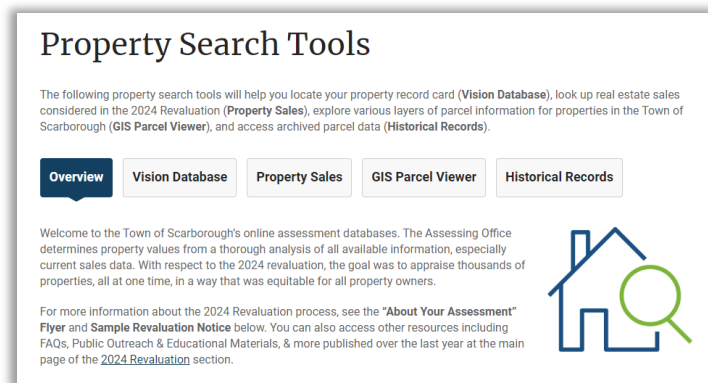 Property Search Tools
The following property search tools will help you locate your property record card (Vision Database), look up real estate sales
considered in the 2024 Revaluation (Property Sales), explore various layers of parcel information for properties in the Town of
Scarborough (GIS Parcel Viewer), and access archived parcel data (Historical Records).
Overview Vision Database Property Sales GIS Parcel Viewer Historical Records
Welcome to the Town of Scarborough's online assessment databases. The Assessing Office
determines property values from a thorough analysis of all available information, especially
current sales data. With respect to the 2024 revaluation, the goal was to appraise thousands of
properties, all at one time, in a way that was equitable for all property owners.
For more information about the 2024 Revaluation process, see the "About Your Assessment"
Flyer and Sample Revaluation Notice below. You can also access other resources including
FAQs, Public Outreach & Educational Materials, & more published over the last year at the main
page of the 2024 Revaluation section.